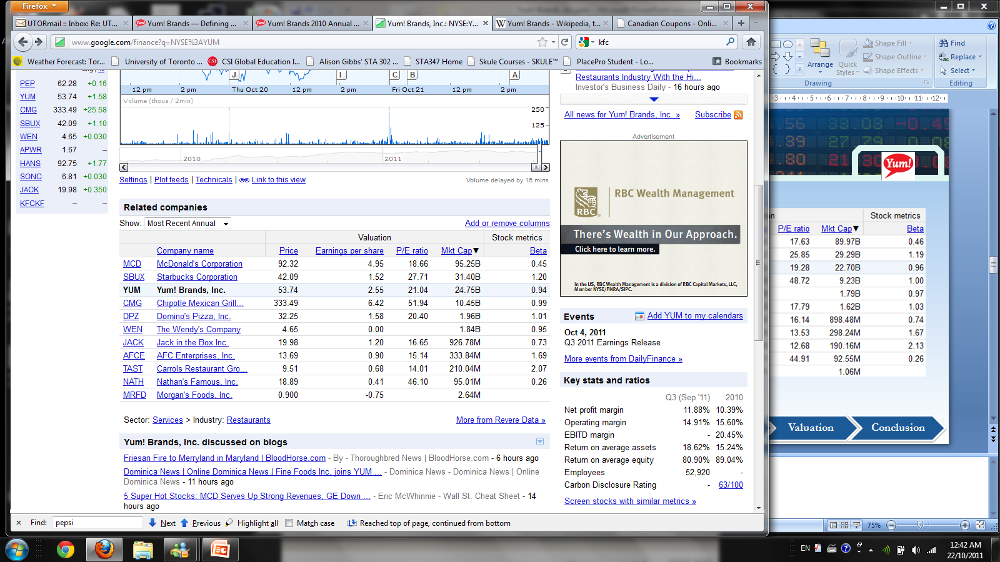 Firefox
UTORmail :: Inbox: Re: UT...
Yum! Brands — Defining ...
Yum! Brands 2010 Annual ...
Yum! Brands, Inc.: NYSE:Y...
Yum! Brands - Wikipedia, t...
Canadian Coupons - Onli...
www.google.com/finance?q=NYSE%3AYUM
kfc
Weather Forecast: Tor...
University of Toronto ...
CSI Global Education I...
Alison Gibbs' STA 302 ...
STA347 Home
Skule Courses - SKULE™
PlacePro Student - Lo...
Bookmarks
PEP 62.28 +0.16
YUM 53.74 +1.58
CMG 333.49 +25.58
SBUX 42.09 +1.10
WEN 4.65 +0.030
APWR 1.67 –
HANS 92.75 +1.77
SONC 6.81 +0.030
JACK 19.98 +0.350
KFCKF – –
J I C B A
12 pm 2 pm Thu Oct 20 12 pm 2 pm Fri Oct 21 12 pm 2 pm
Volume (thous / 2min)
250
125
2010 2011
Settings | Plot feeds | Technicals | Link to this view
Volume delayed by 15 mins.
Related companies
Show: Most Recent Annual
Add or remove columns
Valuation Stock metrics
Company name Price Earnings per share P/E ratio Mkt Cap▼ Beta
MCD McDonald's Corporation 92.32 4.95 18.66 95.25B 0.45
SBUX Starbucks Corporation 42.09 1.52 27.71 31.40B 1.20
YUM Yum! Brands, Inc. 53.74 2.55 21.04 24.75B 0.94
CMG Chipotle Mexican Grill... 333.49 6.42 51.94 10.45B 0.99
DPZ Domino's Pizza, Inc. 32.25 1.58 20.40 1.96B 1.01
WEN The Wendy's Company 4.65 0.00 1.84B 0.95
JACK Jack in the Box Inc. 19.98 1.20 16.65 926.78M 0.73
AFCE AFC Enterprises, Inc. 13.69 0.90 15.14 333.84M 1.69
TAST Carrols Restaurant Gro... 9.51 0.68 14.01 210.04M 2.07
NATH Nathan's Famous, Inc. 18.89 0.41 46.10 95.01M 0.26
MRFD Morgan's Foods, Inc. 0.900 -0.75 2.64M
Sector: Services > Industry: Restaurants
More from Revere Data »
Yum! Brands, Inc. discussed on blogs
Friesan Fire to Merryland in Maryland | BloodHorse.com - By - Thoroughbred News | BloodHorse.com - 6 hours ago
Dominica News | Online Dominica News | Fine Foods Inc. joins YUM ... - Dominica News - Dominica News | Online
Dominica News - 11 hours ago
5 Super Hot Stocks: MCD Serves Up Strong Revenues, GE Down ... - Eric McWhinnie - Wall St. Cheat Sheet - 14
hours ago
Restaurants Industry With the Hi...
Investor's Business Daily - 16 hours ago
All news for Yum! Brands, Inc. »
Subscribe
Advertisement
RBC
RBC Wealth Management
There's Wealth in Our Approach.
Click here to learn more.
In the US, RBC Wealth Management is a division of RBC Capital Markets, LLC,
Member NYSE/FINRA/SIPC.
Events
Add YUM to my calendars
Oct 4, 2011
Q3 2011 Earnings Release
More events from DailyFinance »
Key stats and ratios
Q3 (Sep '11) 2010
Net profit margin 11.88% 10.39%
Operating margin 14.91% 15.60%
EBITD margin - 20.45%
Return on average assets 18.62% 15.24%
Return on average equity 80.90% 89.04%
Employees 52,920 -
Carbon Disclosure Rating - 63/100
Screen stocks with similar metrics »
Find: pepsi
Next
Previous
Highlight all
Match case
Reached top of page, continued from bottom
Arrange
Quick
Styles
Shape Fill
Shape Outline
Shape Effects
Find
Replace
Select
Drawing
Editing
3 4 5 6 7 8 9 10 11 12
Yum!
n Stock metrics
P/E ratio Mkt Cap▼ Beta
17.63 89.97B 0.46
25.85 29.29B 1.19
19.28 22.70B 0.96
48.72 9.23B 1.00
1.79B 0.97
17.79 1.62B 1.03
16.14 898.48M 0.74
13.53 298.24M 1.67
12.68 190.16M 2.13
44.91 92.55M 0.26
1.06M
Valuation
Conclusion
75%
EN
12:42 AM
22/10/2011